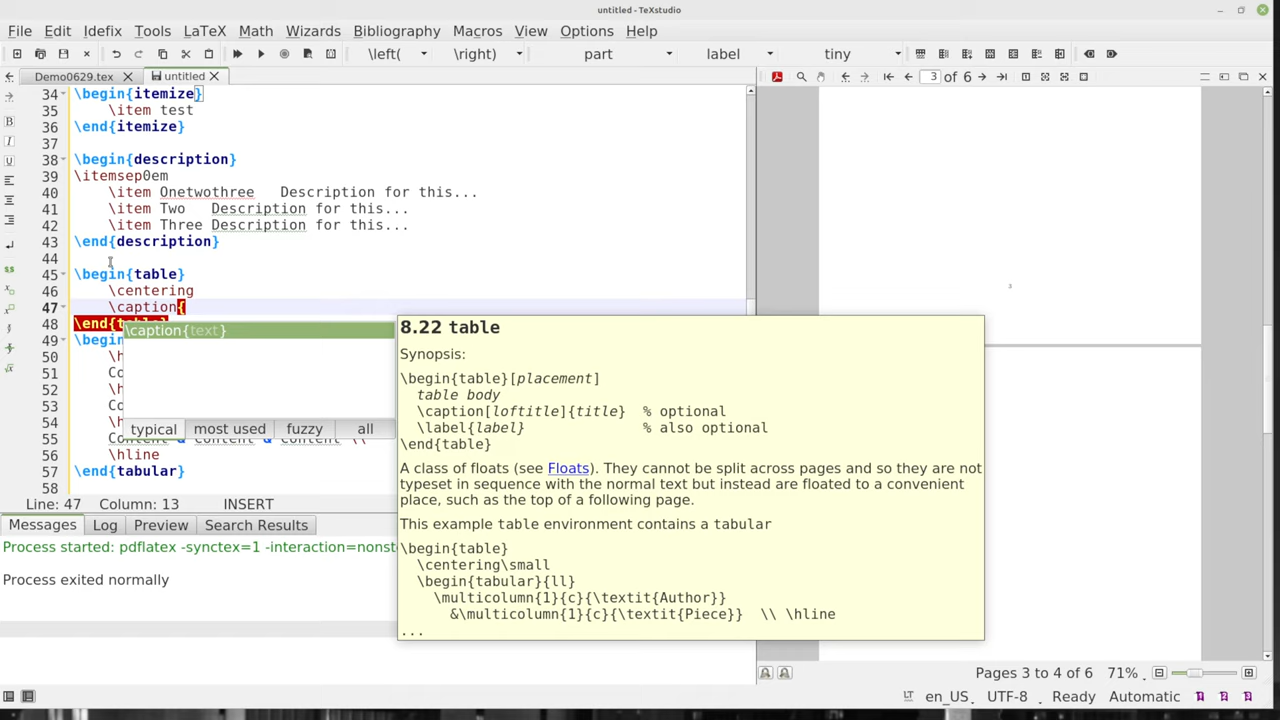 untitled - TeXstudio
File Edit Idefix Tools LaTeX Math Wizards Bibliography Macros View Options Help
\left( \right) part label tiny
Demo0629.tex untitled 3 of 6
34 \begin{itemize}
35 \item test
36 \end{itemize}
37
38 \begin{description}
39 \itemsep0em
40 \item Onetwothree Description for this...
41 \item Two Description for this...
42 \item Three Description for this...
43 \end{description}
44
45 \begin{table}
46 \centering
47 \caption{
48 \end{table}
49 \beg
50 \h
51 Co
52 \h
53 Co
54 \h
55 Content & Content & Content \\
56 \hline
57 \end{tabular}
58
\caption{text}
typical most used fuzzy all
8.22 table
Synopsis:
\begin{table}[placement]
table body
\caption[loftitle]{title} % optional
\label{label} % also optional
\end{table}
A class of floats (see Floats). They cannot be split across pages and so they are not
typeset in sequence with the normal text but instead are floated to a convenient
place, such as the top of a following page.
This example table environment contains a tabular
\begin{table}
\centering\small
\begin{tabular}{ll}
\multicolumn{1}{c}{\textit{Author}}
&\multicolumn{1}{c}{\textit{Piece}} \\ \hline
...
3
Line: 47 Column: 13 INSERT
Messages Log Preview Search Results
Process started: pdflatex -synctex=1 -interaction=nonst
Process exited normally
Pages 3 to 4 of 6 71%
LT en_US UTF-8 Ready Automatic